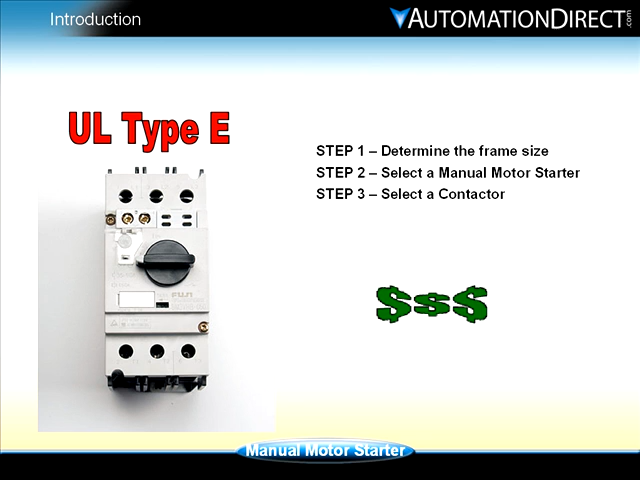 Introduction
AUTOMATIONDIRECT.com
UL Type E
STEP 1 – Determine the frame size
STEP 2 – Select a Manual Motor Starter
STEP 3 – Select a Contactor
FUJI
$s$
Manual Motor Starter